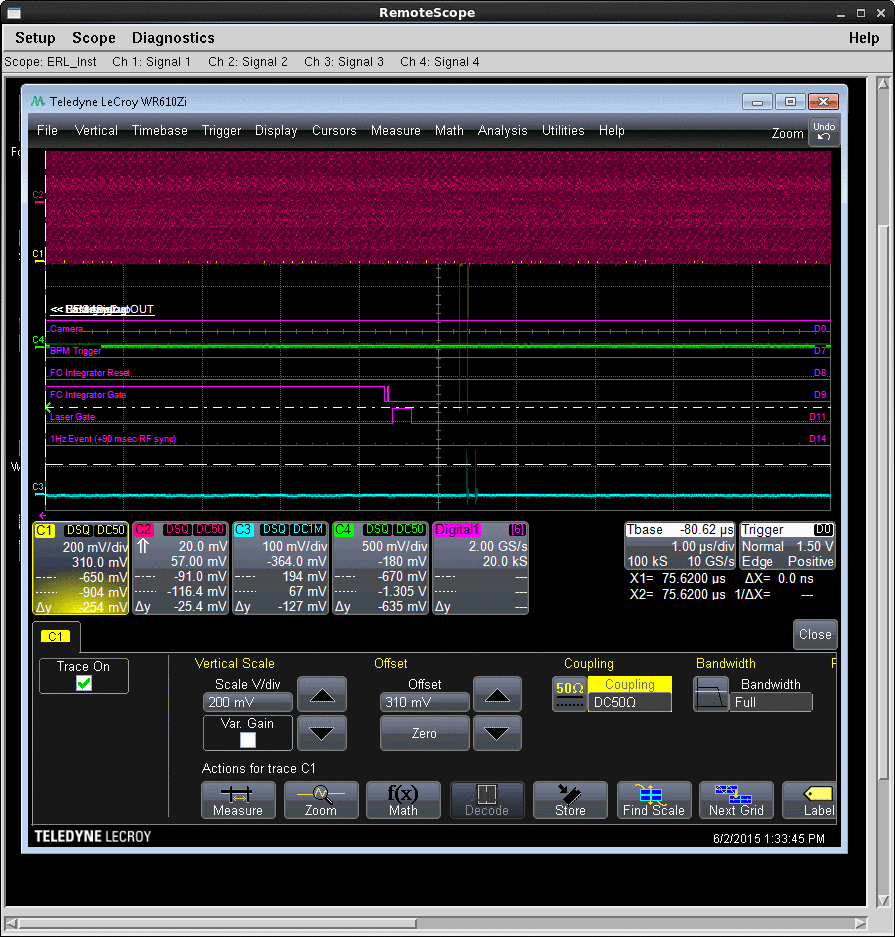 RemoteScope
Setup Scope Diagnostics Help
Scope: ERL_Inst Ch 1: Signal 1 Ch 2: Signal 2 Ch 3: Signal 3 Ch 4: Signal 4
Teledyne LeCroy WR610Zi
File Vertical Timebase Trigger Display Cursors Measure Math Analysis Utilities Help
Zoom Undo
C2
C1
<< OUT
Camera D0
C4
BPM Trigger D7
FC Integrator Reset D8
FC Integrator Gate D9
Laser Gate D11
1Hz Event (+90 msec RF sync) D14
C3
C1 DSQ DC50 C2 DSQ DC50 C3 DSQ DC1M C4 DSQ DC50 Digital1 [6] Tbase -80.62 µs Trigger D0
200 mV/div 20.0 mV 100 mV/div 500 mV/div 2.00 GS/s 1.00 µs/div Normal 1.50 V
310.0 mV 57.00 mV -364.0 mV -180 mV 20.0 kS 100 kS 10 GS/s Edge Positive
-650 mV -91.0 mV 194 mV -670 mV --- X1= 75.6200 µs ΔX= 0.0 ns
-904 mV -116.4 mV 67 mV -1.305 V --- X2= 75.6200 µs 1/ΔX= ---
Δy -254 mV Δy -25.4 mV Δy -127 mV Δy -635 mV Δy ---
C1 Close
Trace On
Vertical Scale Offset Coupling Bandwidth
Scale V/div Offset 50Ω Coupling Bandwidth
200 mV 310 mV DC50Ω Full
Var. Gain Zero
Actions for trace C1
Measure Zoom f(x) Math Decode Store Find Scale Next Grid Label
TELEDYNE LECROY 6/2/2015 1:33:45 PM